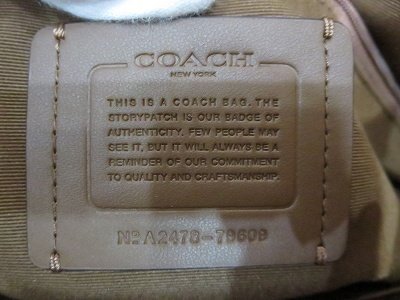 COACH
NEW YORK
THIS IS A COACH BAG. THE
STORYPATCH IS OUR BADGE OF
AUTHENTICITY. FEW PEOPLE MAY
SEE IT, BUT IT WILL ALWAYS BE A
REMINDER OF OUR COMMITMENT
TO QUALITY AND CRAFTSMANSHIP.
No A2478-79609